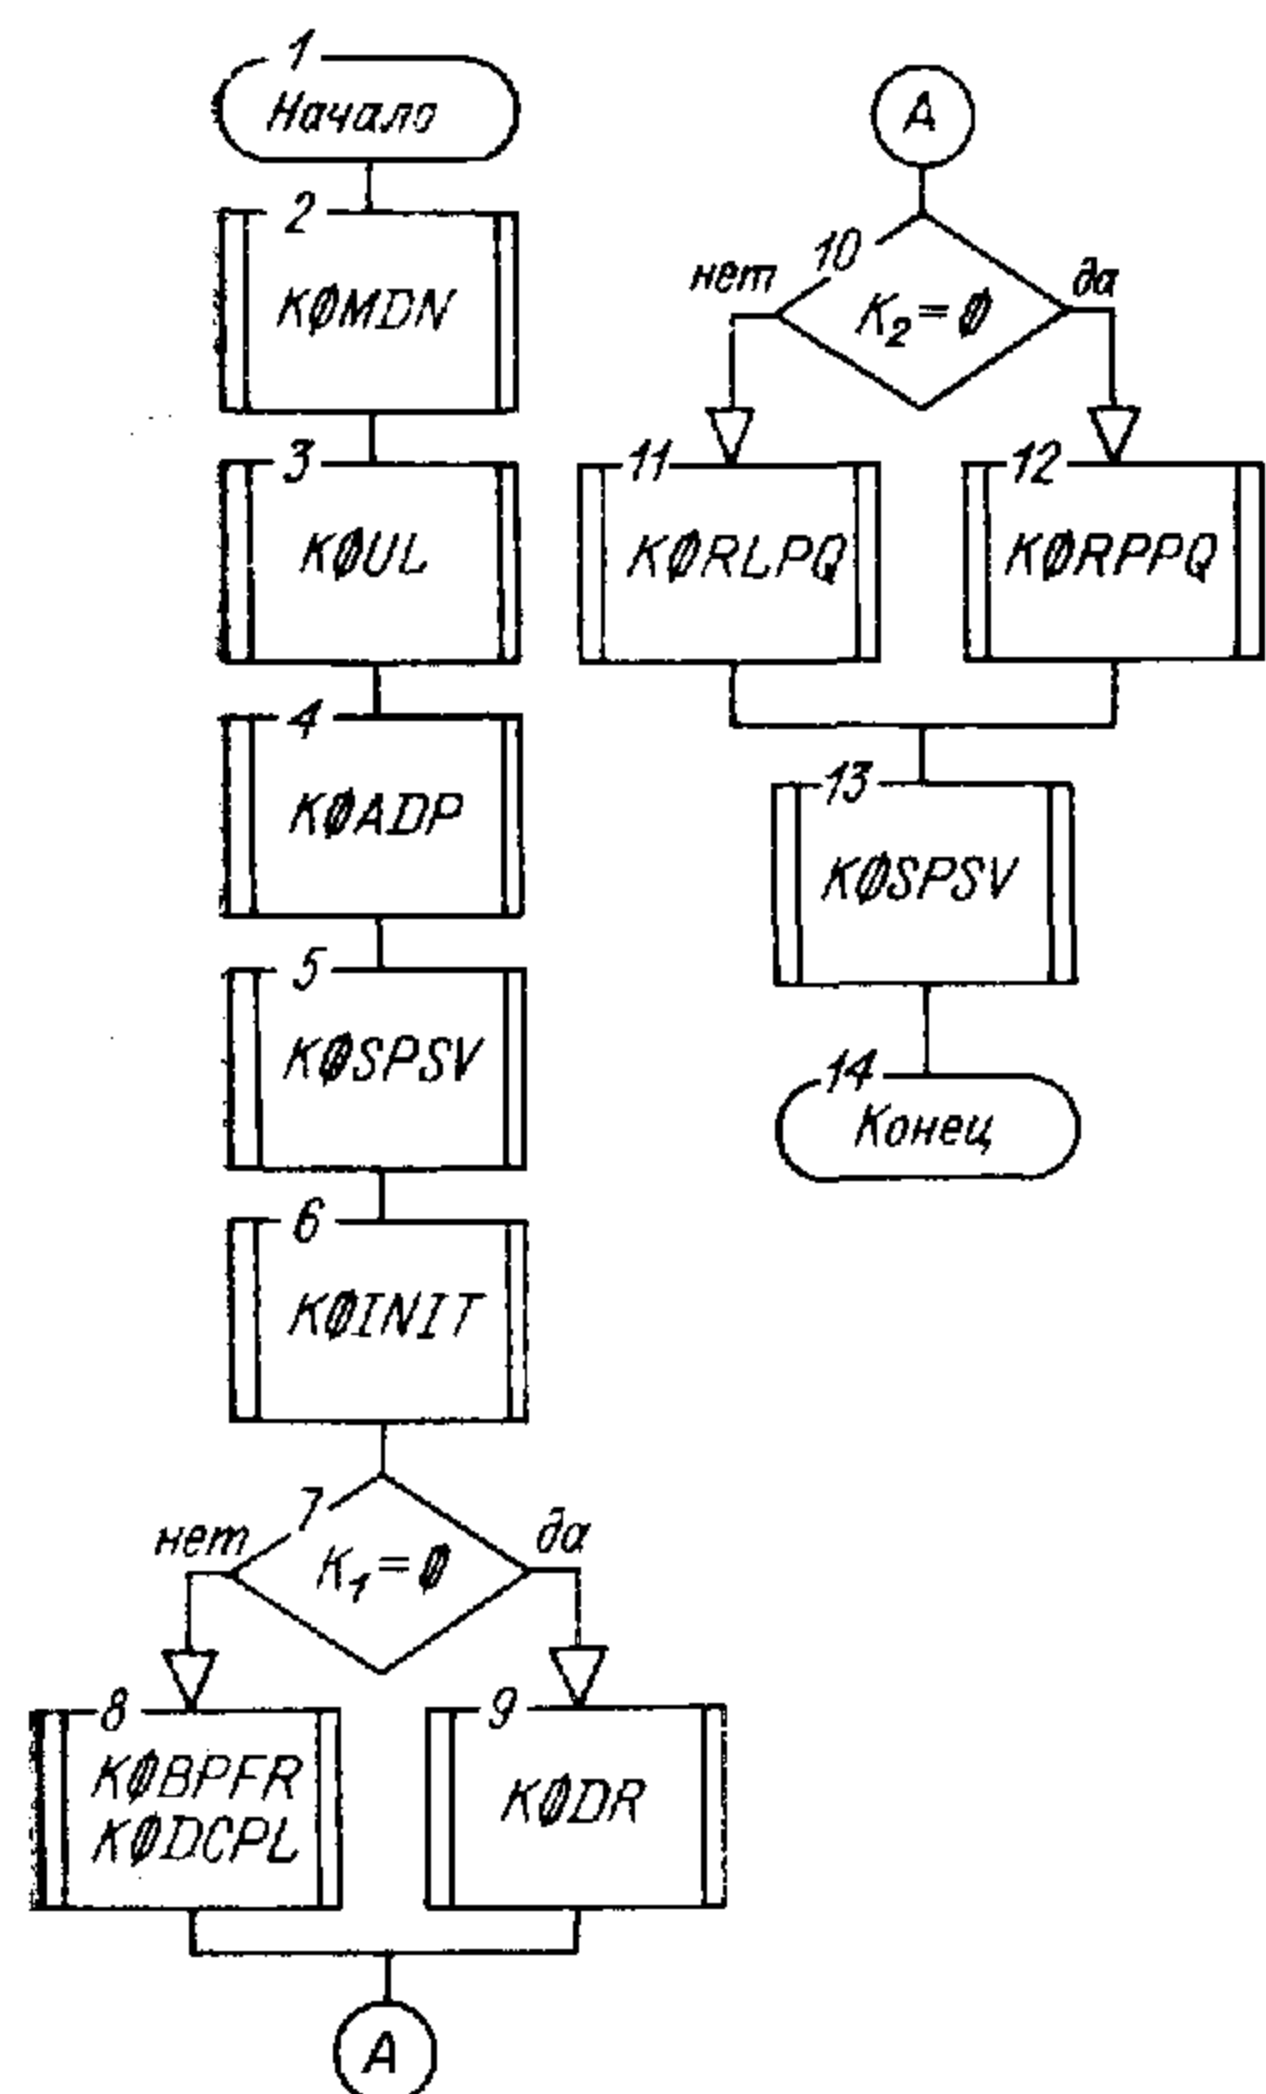 1
Начало
2
KØMDN
3
KØUL
4
KØADP
5
KØSPSV
6
KØINIT
7
нет
да
K₁=Ø
8
KØBPFR
KØDCPL
9
KØDR
A
A
10
нет
да
K₂=Ø
11
KØRLPQ
12
KØRPPQ
13
KØSPSV
14
Конец